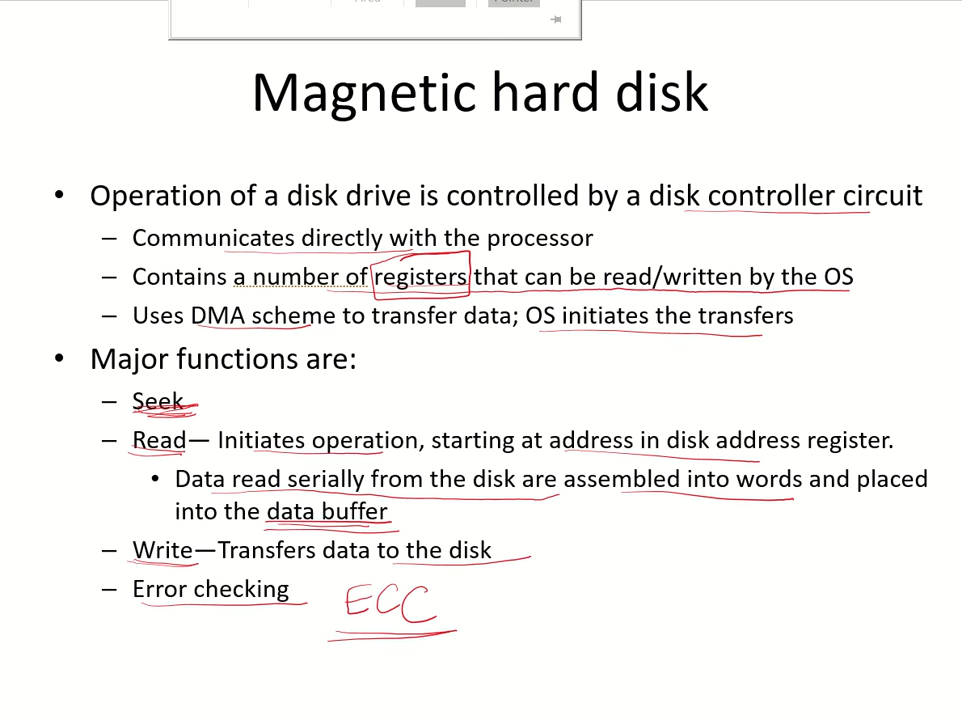 Area
Pointer
Magnetic hard disk
• Operation of a disk drive is controlled by a disk controller circuit
– Communicates directly with the processor
– Contains a number of registers that can be read/written by the OS
– Uses DMA scheme to transfer data; OS initiates the transfers
• Major functions are:
– Seek
– Read— Initiates operation, starting at address in disk address register.
• Data read serially from the disk are assembled into words and placed
into the data buffer
– Write—Transfers data to the disk
– Error checking
ECC